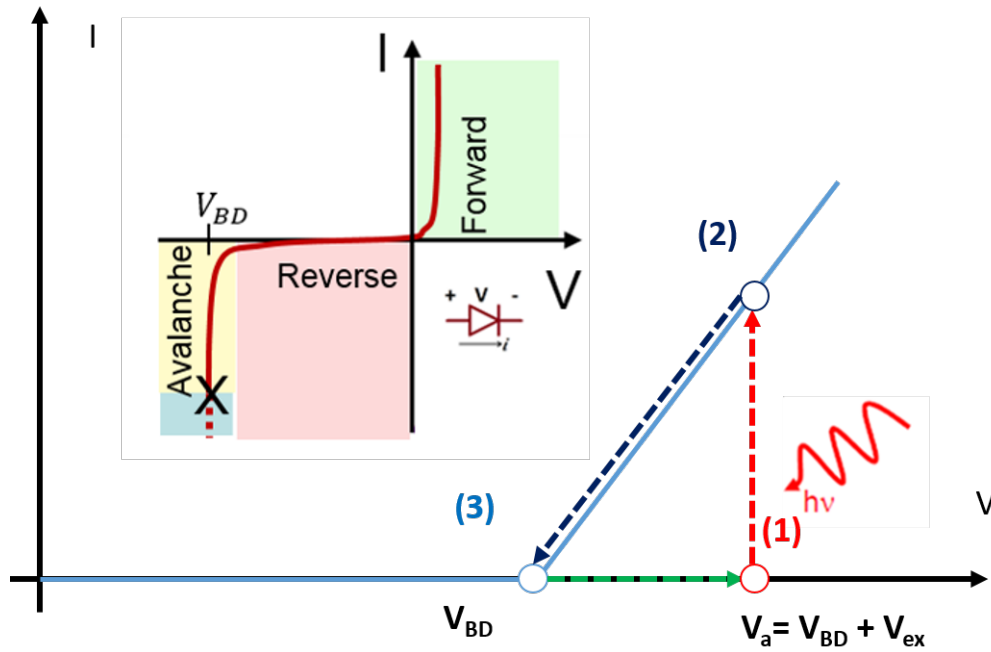 I
I
V_BD
Forward
Reverse
V
Avalanche
+ V -
i
X
(2)
hν
(3)
(1)
V
V_BD
V_a= V_BD + V_ex